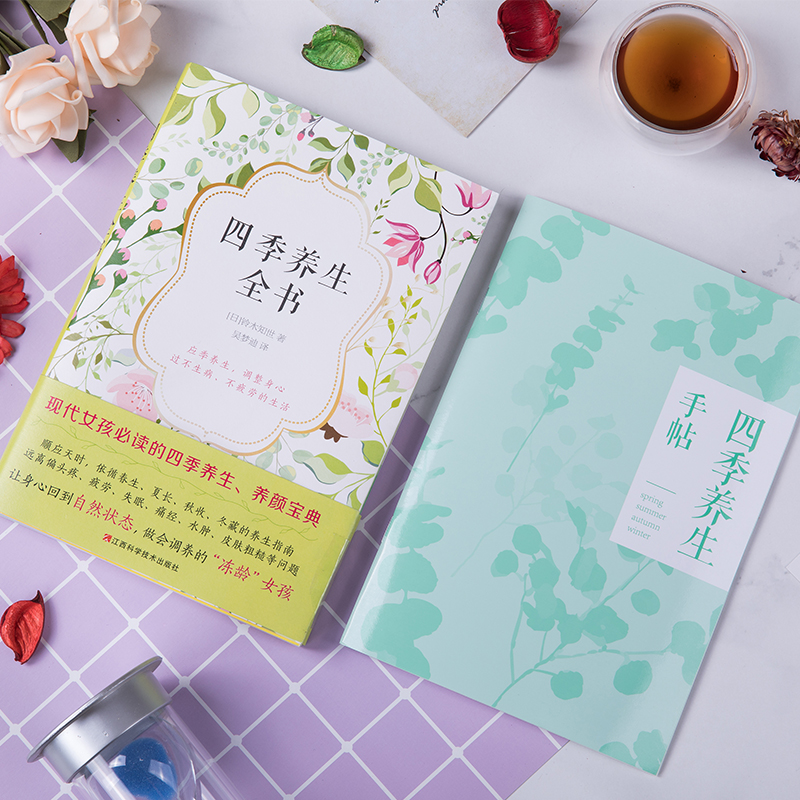 四季养生
全书
[日]铃木知世 著
吴梦迪 译
应季养生，调整身心
过不生病、不疲劳的生活
现代女孩必读的四季养生、养颜宝典
顺应天时，依循春生、夏长、秋收、冬藏的养生指南
远离偏头疼、疲劳、失眠、痛经、水肿、皮肤粗糙等问题
让身心回到自然状态，做会调养的“冻龄”女孩
江西科学技术出版社
四季养生
手帖
spring
summer
autumn
winter